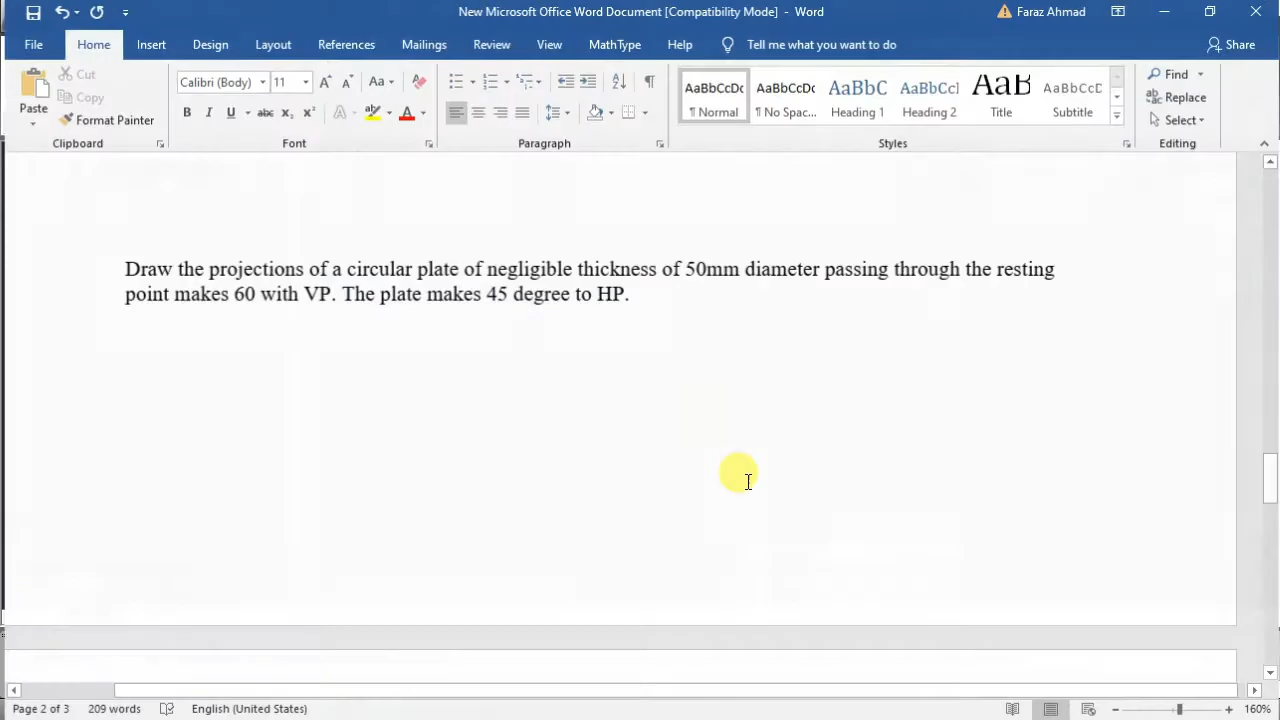 New Microsoft Office Word Document [Compatibility Mode] - Word
Faraz Ahmad
File Home Insert Design Layout References Mailings Review View MathType Help Tell me what you want to do Share
Paste
Cut
Copy
Format Painter
Clipboard
Calibri (Body) 11
Font
Paragraph
AaBbCcDc AaBbCcDc AaBbC AaBbCcI AaB AaBbCcD
¶ Normal ¶ No Spac... Heading 1 Heading 2 Title Subtitle
Styles
Find
Replace
Select
Editing
Draw the projections of a circular plate of negligible thickness of 50mm diameter passing through the resting
point makes 60 with VP. The plate makes 45 degree to HP.
Page 2 of 3 209 words English (United States) 160%